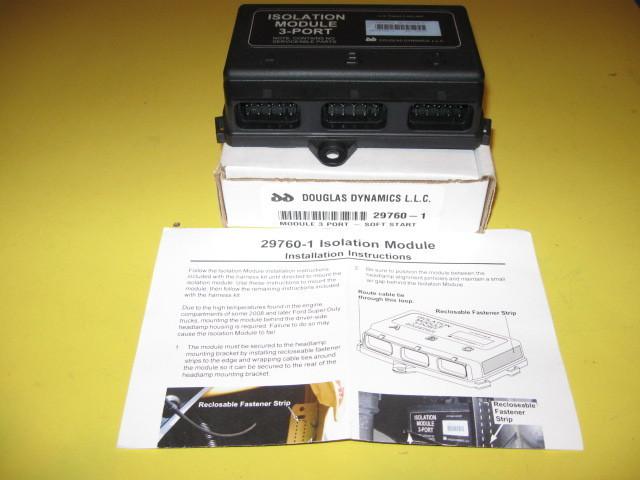 ISOLATION
MODULE
3-PORT
NOTE: CONTAINS NO
SERVICEABLE PARTS
DOUGLAS DYNAMICS L.L.C.
DOUGLAS DYNAMICS L.L.C.
29760-1
MODULE 3 PORT - SOFT START
29760-1 Isolation Module
Installation Instructions
Follow the Isolation Module installation instructions
included with the harness kit until directed to mount the
isolation module. Use these instructions to mount the
module, then follow the remaining instructions included
with the harness kit.
Due to the high temperatures found in the engine
compartments of some 2008 and later Ford Super Duty
trucks, mounting the module behind the driver-side
headlamp housing is required. Failure to do so may
cause the Isolation Module to fail.
1 The module must be secured to the headlamp
mounting bracket by installing recloseable fastener
strips to the edge and wrapping cable ties around
the module so it can be secured to the rear of the
headlamp mounting bracket.
Reclosable Fastener Strip
2 Be sure to position the module between the
headlamp alignment and maintain a small
air gap behind the Isolation Module.
Route cable tie
through this loop.
Recloseable Fastener Strip
ISOLATION
MODULE
3-PORT
Recloseable
Fastener
Strip